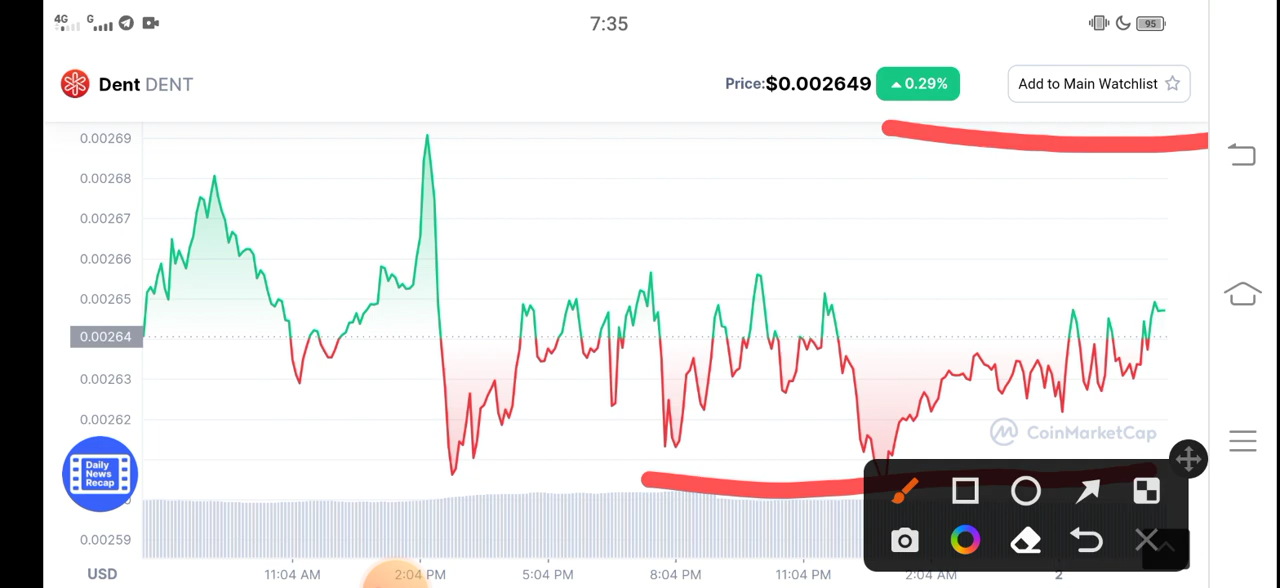 4G G 7:35 95
Dent DENT Price:$0.002649 0.29% Add to Main Watchlist
0.00269
0.00268
0.00267
0.00266
0.00265
0.00264
0.00263
0.00262
CoinMarketCap
Daily
News
Recap
0.00259
USD 11:04 AM 2:04 PM 5:04 PM 8:04 PM 11:04 PM 2:04 AM 2